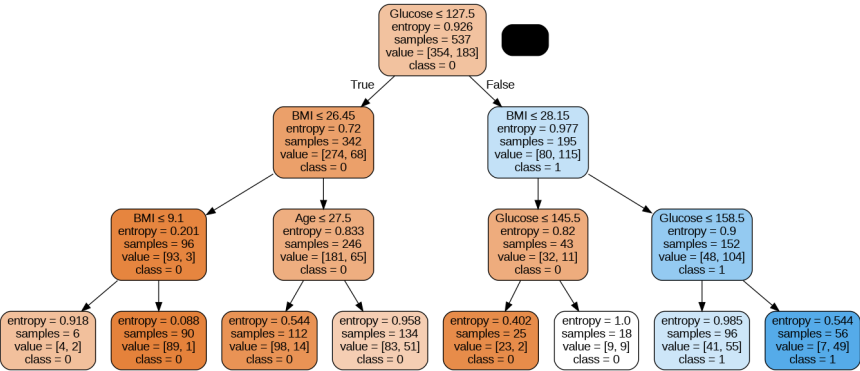 Glucose ≤ 127.5
entropy = 0.926
samples = 537
value = [354, 183]
class = 0
True
False
BMI ≤ 26.45
entropy = 0.72
samples = 342
value = [274, 68]
class = 0
BMI ≤ 28.15
entropy = 0.977
samples = 195
value = [80, 115]
class = 1
BMI ≤ 9.1
entropy = 0.201
samples = 96
value = [93, 3]
class = 0
Age ≤ 27.5
entropy = 0.833
samples = 246
value = [181, 65]
class = 0
Glucose ≤ 145.5
entropy = 0.82
samples = 43
value = [32, 11]
class = 0
Glucose ≤ 158.5
entropy = 0.9
samples = 152
value = [48, 104]
class = 1
entropy = 0.918
samples = 6
value = [4, 2]
class = 0
entropy = 0.088
samples = 90
value = [89, 1]
class = 0
entropy = 0.544
samples = 112
value = [98, 14]
class = 0
entropy = 0.958
samples = 134
value = [83, 51]
class = 0
entropy = 0.402
samples = 25
value = [23, 2]
class = 0
entropy = 1.0
samples = 18
value = [9, 9]
class = 0
entropy = 0.985
samples = 96
value = [41, 55]
class = 1
entropy = 0.544
samples = 56
value = [7, 49]
class = 1